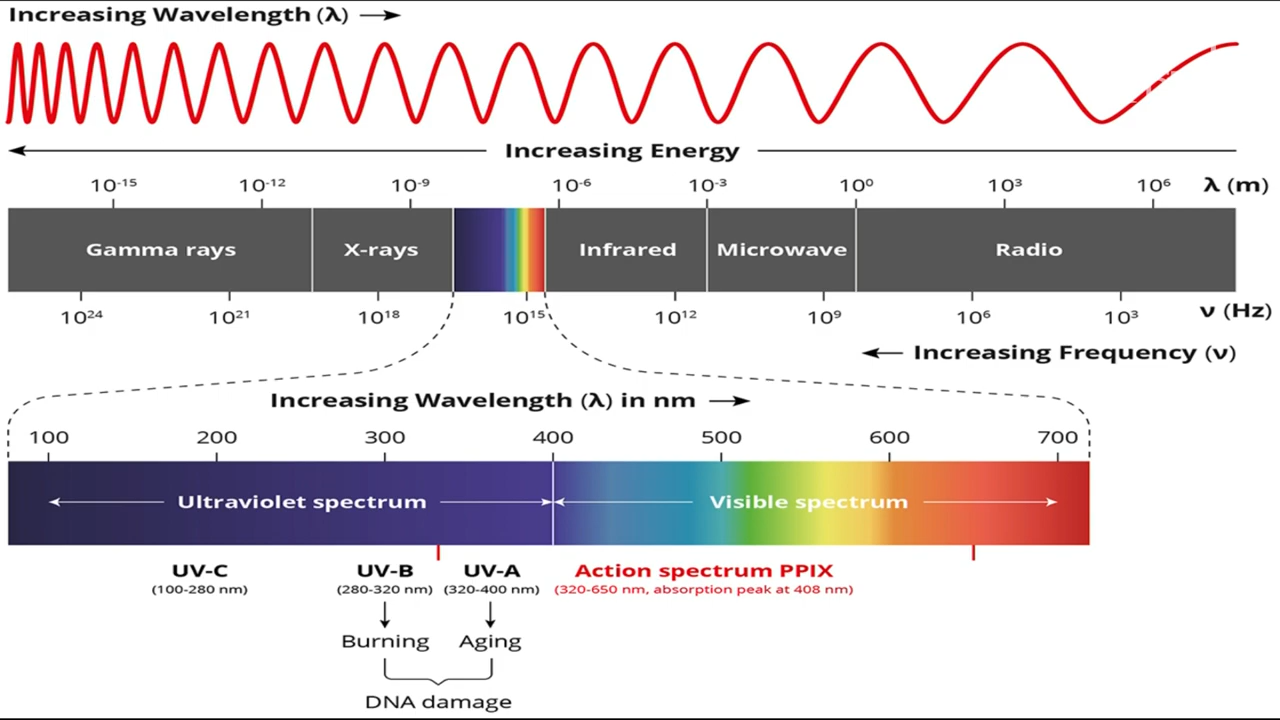 Increasing Wavelength (λ) →
← Increasing Energy
10⁻¹⁵ 10⁻¹² 10⁻⁹ 10⁻⁶ 10⁻³ 10⁰ 10³ 10⁶ λ (m)
Gamma rays X-rays Infrared Microwave Radio
10²⁴ 10²¹ 10¹⁸ 10¹⁵ 10¹² 10⁹ 10⁶ 10³ ν (Hz)
← Increasing Frequency (ν)
Increasing Wavelength (λ) in nm →
100 200 300 400 500 600 700
Ultraviolet spectrum Visible spectrum
UV-C UV-B UV-A Action spectrum PPIX
(100-280 nm) (280-320 nm) (320-400 nm) (320-650 nm, absorption peak at 408 nm)
Burning Aging
DNA damage